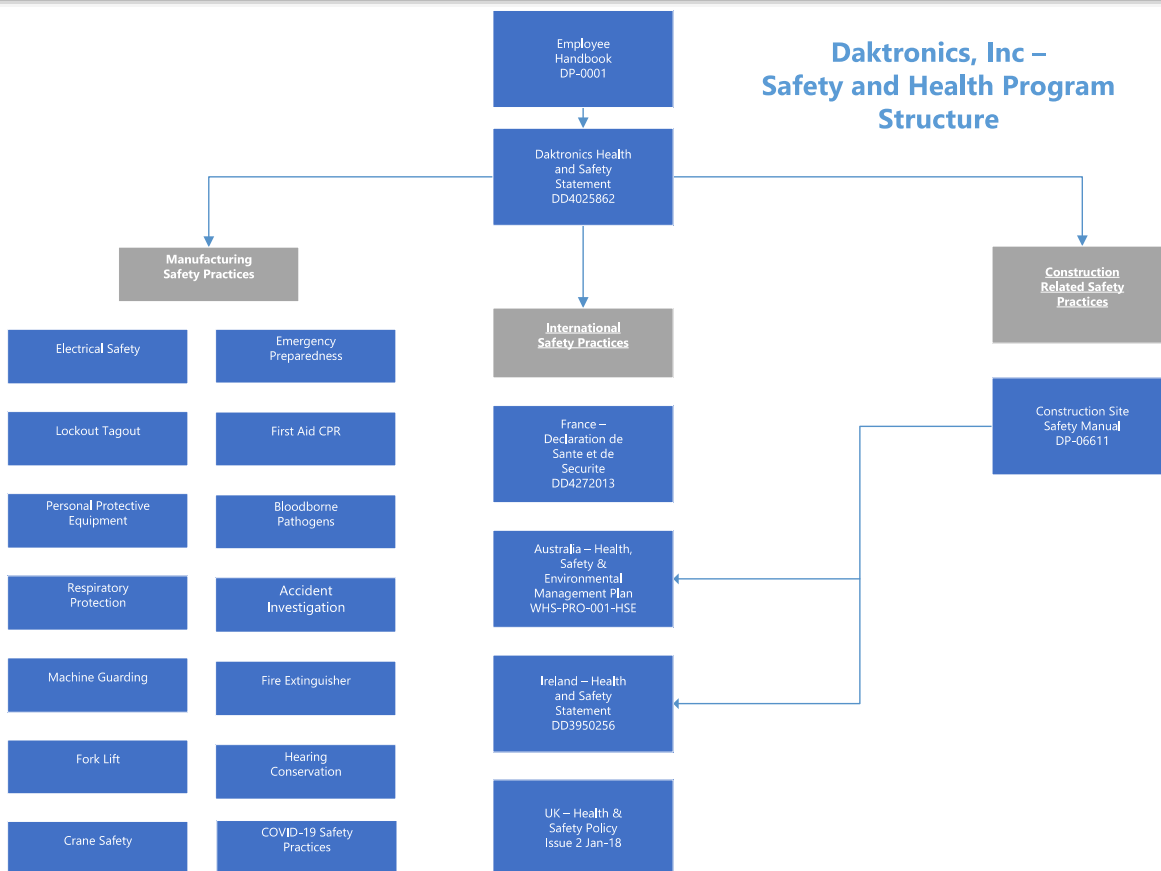 Employee
Handbook
DP-0001
Daktronics, Inc –
Safety and Health Program
Structure
Daktronics Health
and Safety
Statement
DD4025862
Manufacturing
Safety Practices
International
Safety Practices
Construction
Related Safety
Practices
Electrical Safety
Emergency
Preparedness
Lockout Tagout
First Aid CPR
Personal Protective
Equipment
Bloodborne
Pathogens
Respiratory
Protection
Accident
Investigation
Machine Guarding
Fire Extinguisher
Fork Lift
Hearing
Conservation
Crane Safety
COVID-19 Safety
Practices
France –
Declaration de
Sante et de
Securite
DD4272013
Australia – Health,
Safety &
Environmental
Management Plan
WHS-PRO-001-HSE
Ireland – Health
and Safety
Statement
DD3950256
UK – Health &
Safety Policy
Issue 2 Jan-18
Construction Site
Safety Manual
DP-06611